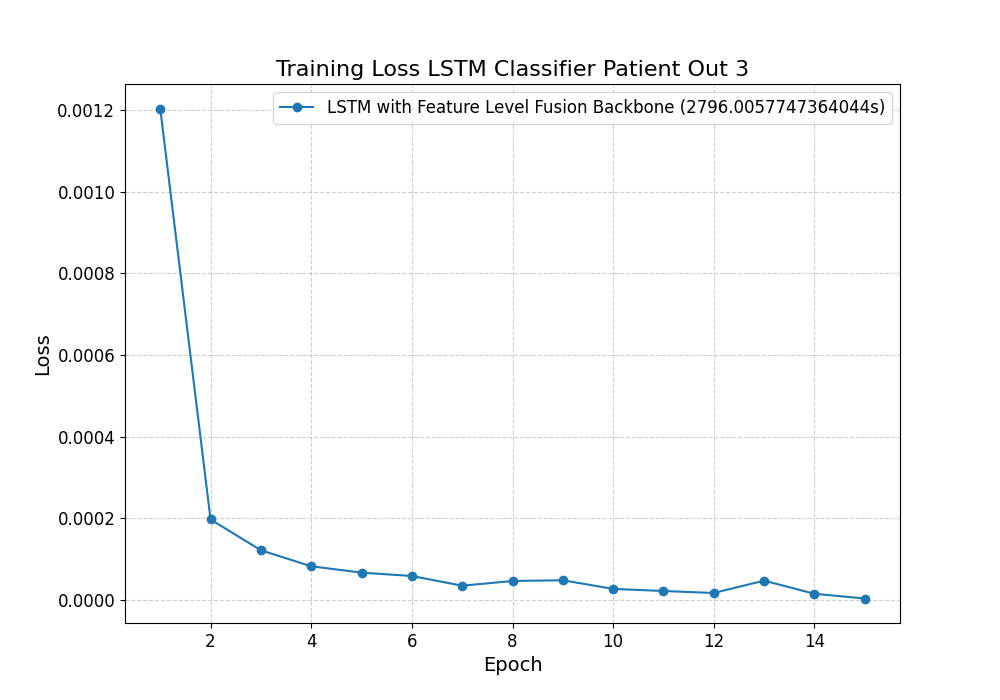 Training Loss LSTM Classifier Patient Out 3
LSTM with Feature Level Fusion Backbone (2796.0057747364044s)
0.0012
0.0010
0.0008
0.0006
0.0004
0.0002
0.0000
Loss
2 4 6 8 10 12 14
Epoch